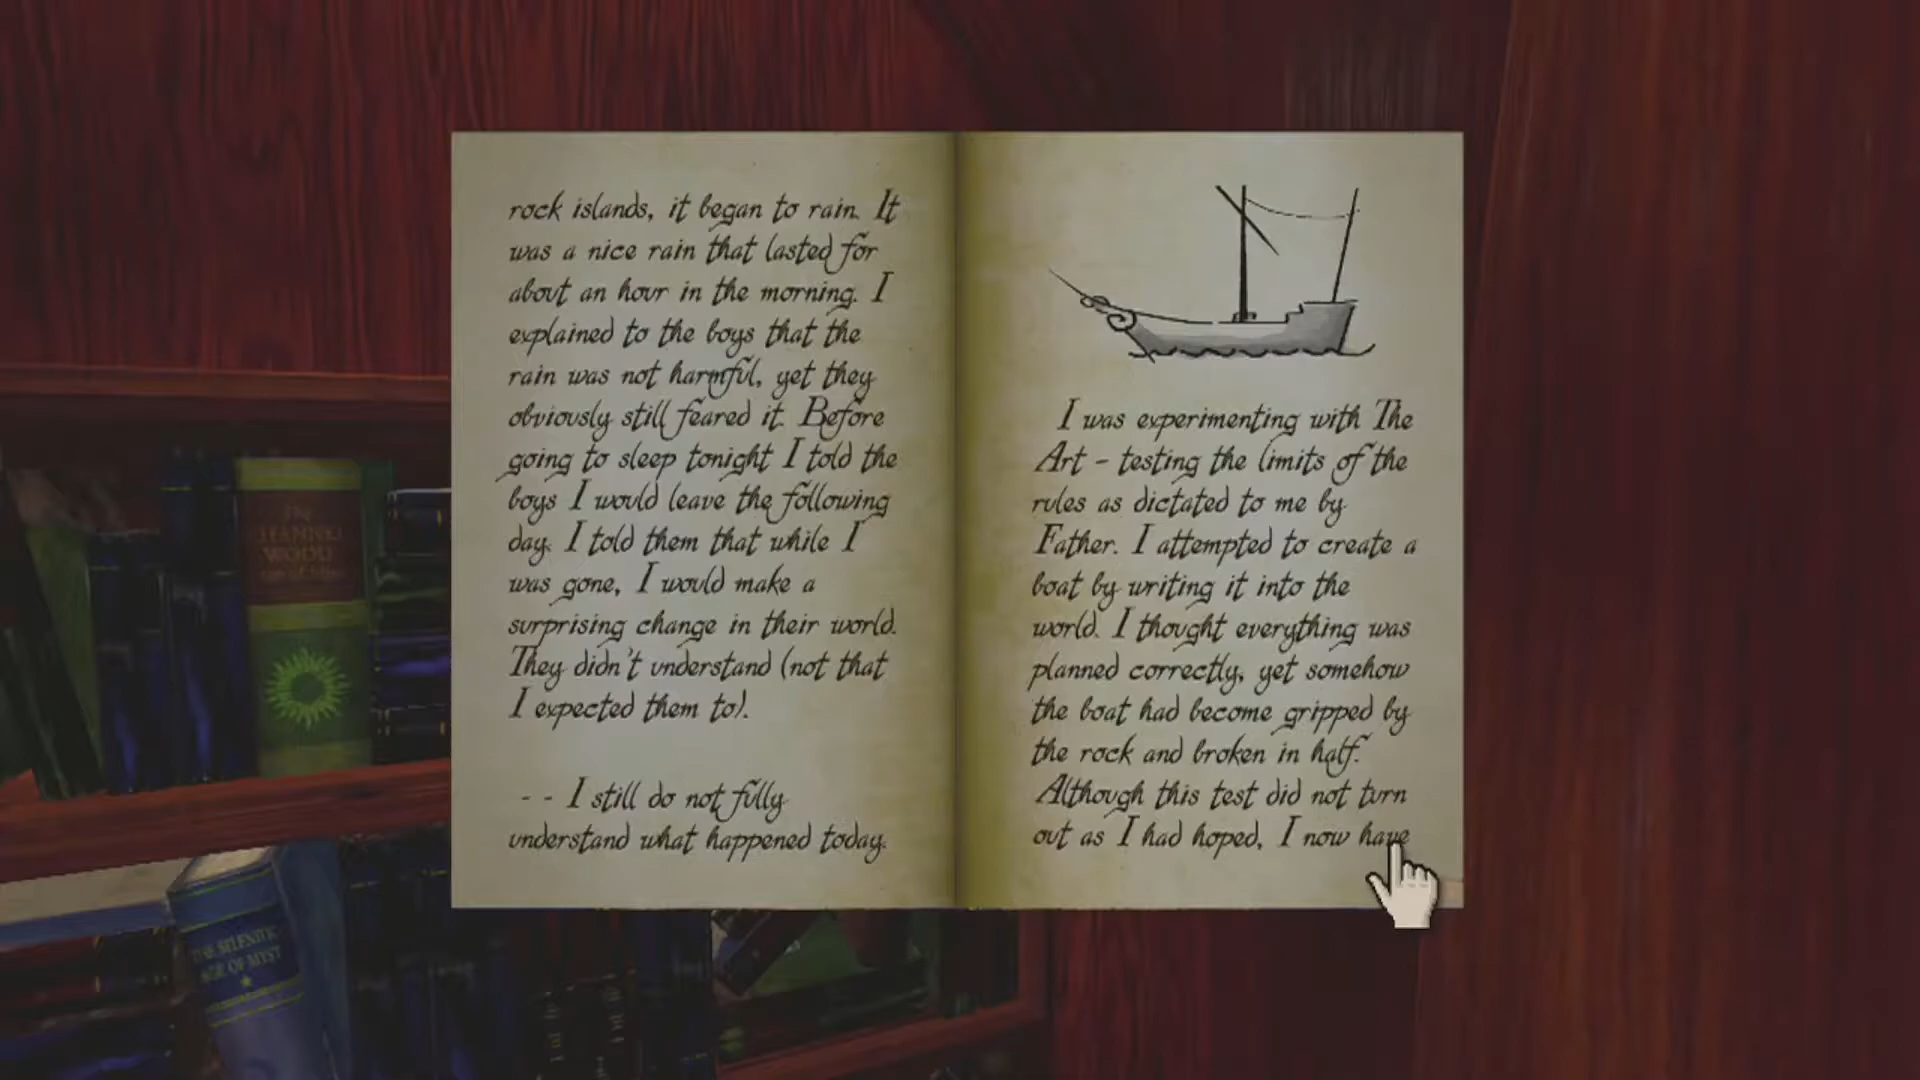 rock islands, it began to rain. It
was a nice rain that lasted for
about an hour in the morning. I
explained to the boys that the
rain was not harmful, yet they
obviously still feared it. Before
going to sleep tonight I told the
boys I would leave the following
day. I told them that while I
was gone, I would make a
surprising change in their world.
They didn't understand (not that
I expected them to).
- - I still do not fully
understand what happened today.
I was experimenting with The
Art - testing the limits of the
rules as dictated to me by
Father. I attempted to create a
boat by writing it into the
world. I thought everything was
planned correctly, yet somehow
the boat had become gripped by
the rock and broken in half.
Although this test did not turn
out as I had hoped, I now have
The
WOOD
Age of Myst
THE SELENITIC
AGE OF MYST